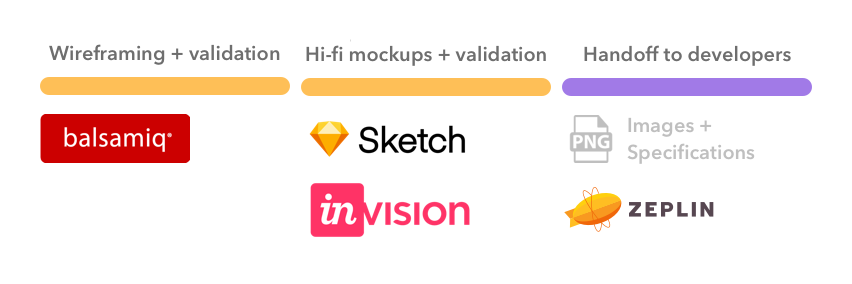 Wireframing + validation
Hi-fi mockups + validation
Handoff to developers
balsamiq®
Sketch
PNG
Images +
Specifications
invision
ZEPLIN